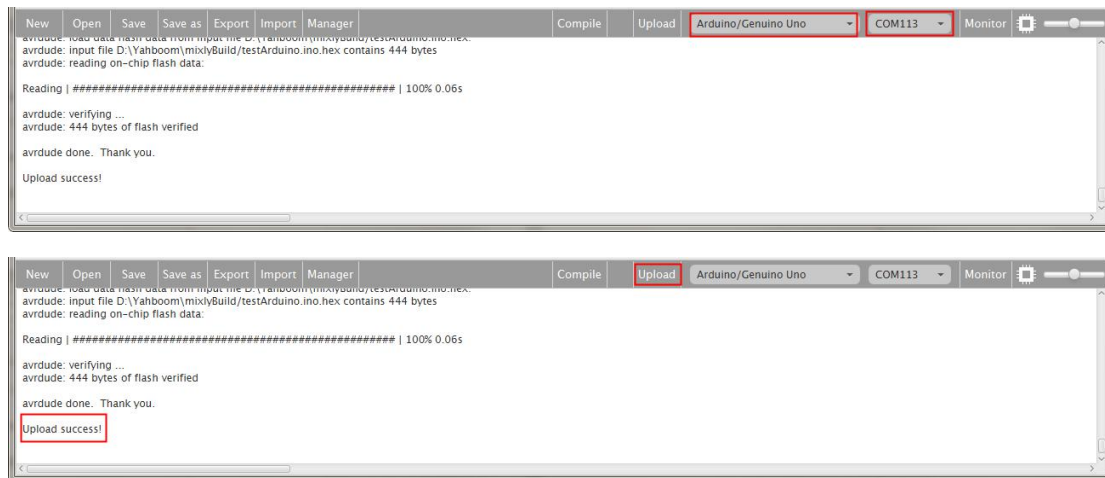 New Open Save Save as Export Import Manager Compile Upload Arduino/Genuino Uno COM113 Monitor
avrdude: input file D:\Yahboom\mixlyBuild/testArduino.ino.hex contains 444 bytes
avrdude: reading on-chip flash data:
Reading | ################################################## | 100% 0.06s
avrdude: verifying ...
avrdude: 444 bytes of flash verified
avrdude done. Thank you.
Upload success!
New Open Save Save as Export Import Manager Compile Upload Arduino/Genuino Uno COM113 Monitor
avrdude: input file D:\Yahboom\mixlyBuild/testArduino.ino.hex contains 444 bytes
avrdude: reading on-chip flash data:
Reading | ################################################## | 100% 0.06s
avrdude: verifying ...
avrdude: 444 bytes of flash verified
avrdude done. Thank you.
Upload success!